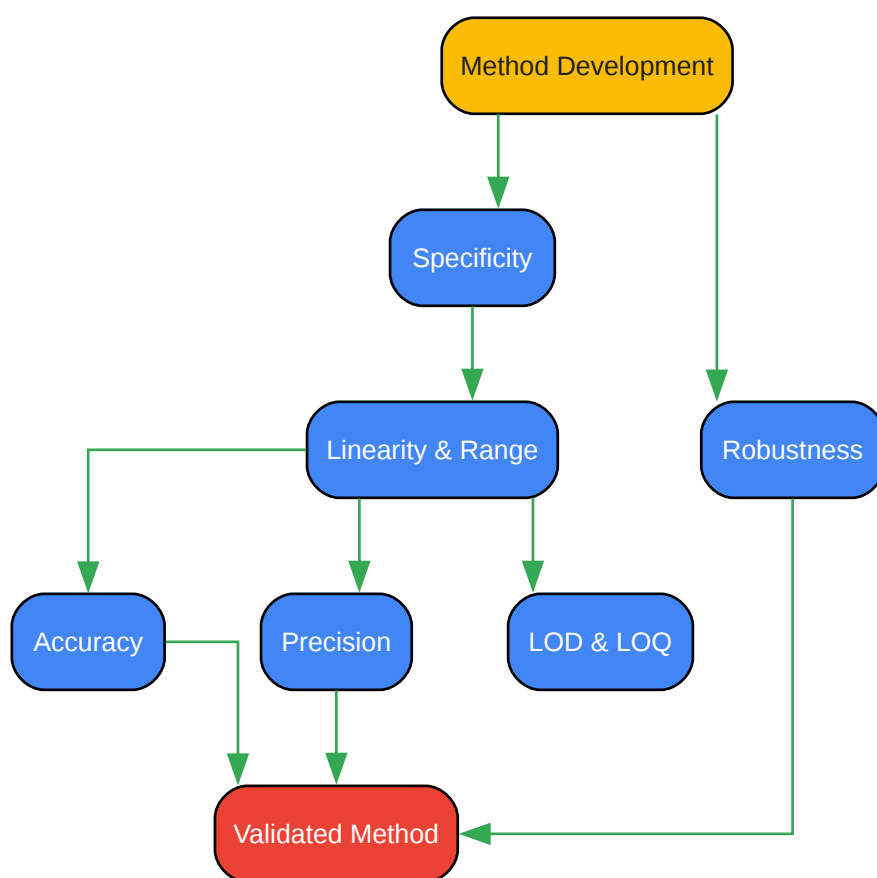 Method Development
Specificity
Linearity & Range
Robustness
Accuracy
Precision
LOD & LOQ
Validated Method